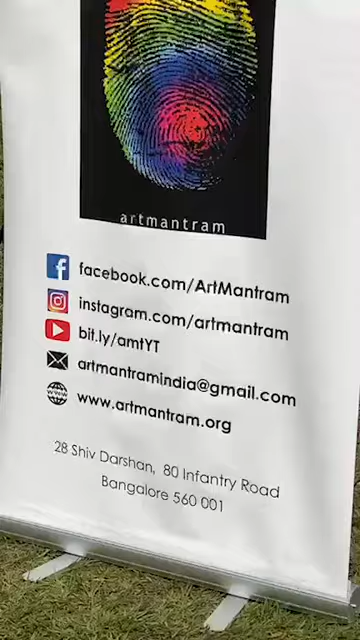 artmantram
facebook.com/ArtMantram
instagram.com/artmantram
bit.ly/amtYT
artmantramindia@gmail.com
www.artmantram.org
28 Shiv Darshan, 80 Infantry Road
Bangalore 560 001